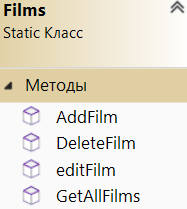 Films
Static Класс
Методы
AddFilm
DeleteFilm
editFilm
GetAllFilms